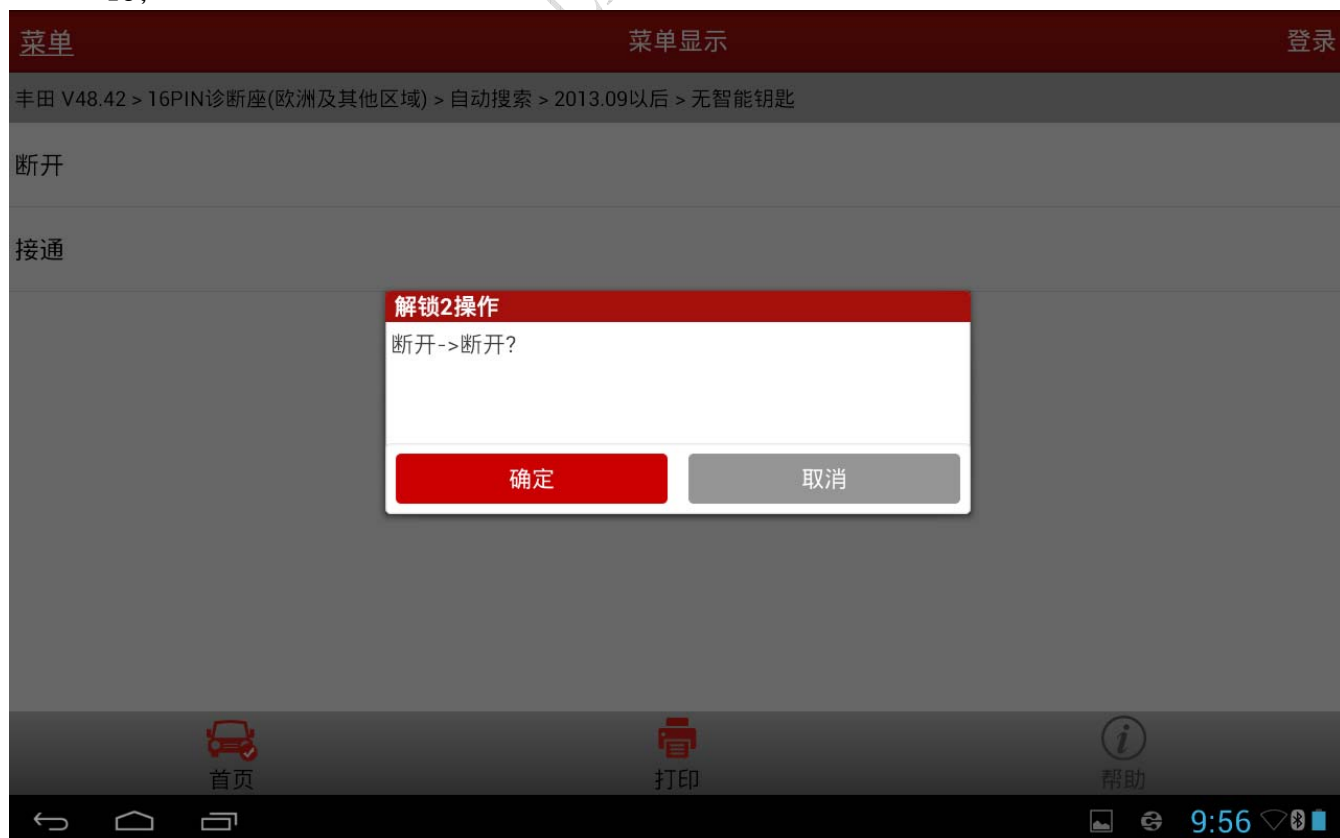 菜单 菜单显示 登录
丰田 V48.42 > 16PIN诊断座(欧洲及其他区域) > 自动搜索 > 2013.09以后 > 无智能钥匙
断开
接通
解锁2操作
断开->断开?
确定 取消
首页 打印 帮助
9:56